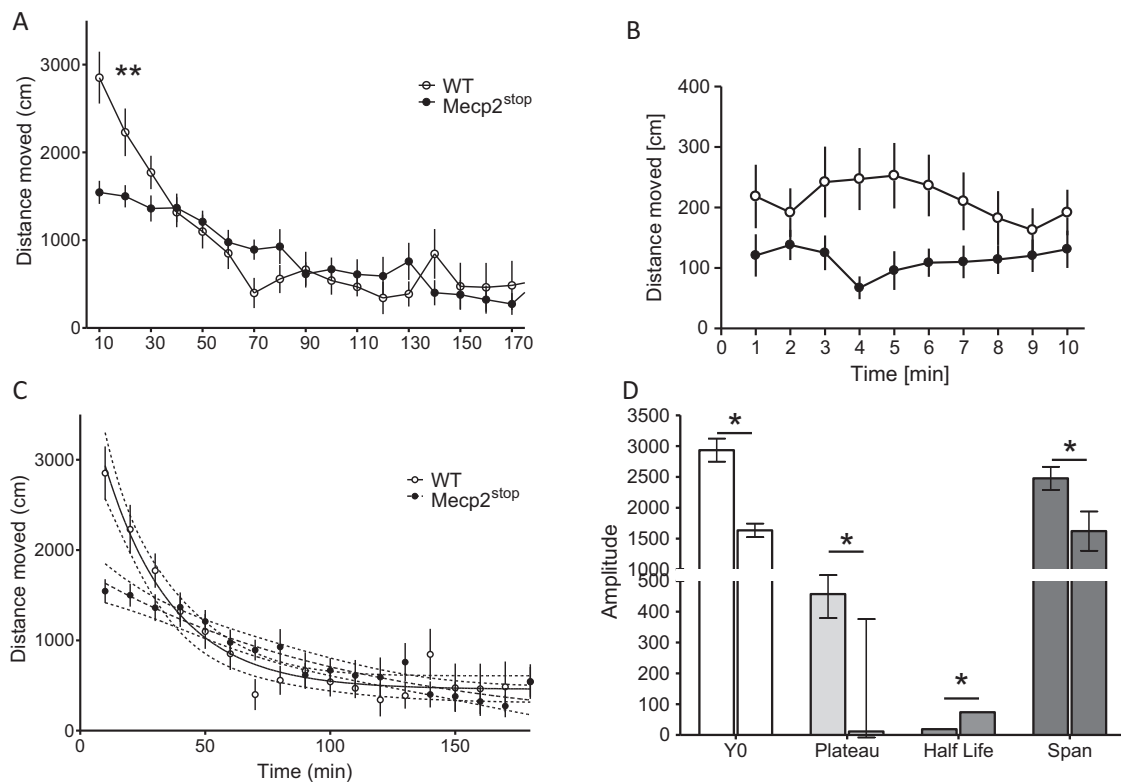 A
Distance moved (cm)
3000
2000
1000
0
**
WT
Mecp2stop
10 30 50 70 90 110 130 150 170
B
Distance moved [cm]
400
300
200
100
0
0 1 2 3 4 5 6 7 8 9 10
Time [min]
C
Distance moved (cm)
3000
2000
1000
0
WT
Mecp2stop
0 50 100 150
Time (min)
D
Amplitude
3500
3000
2500
2000
1500
1000
500
400
300
200
100
0
*
*
*
*
Y0 Plateau Half Life Span